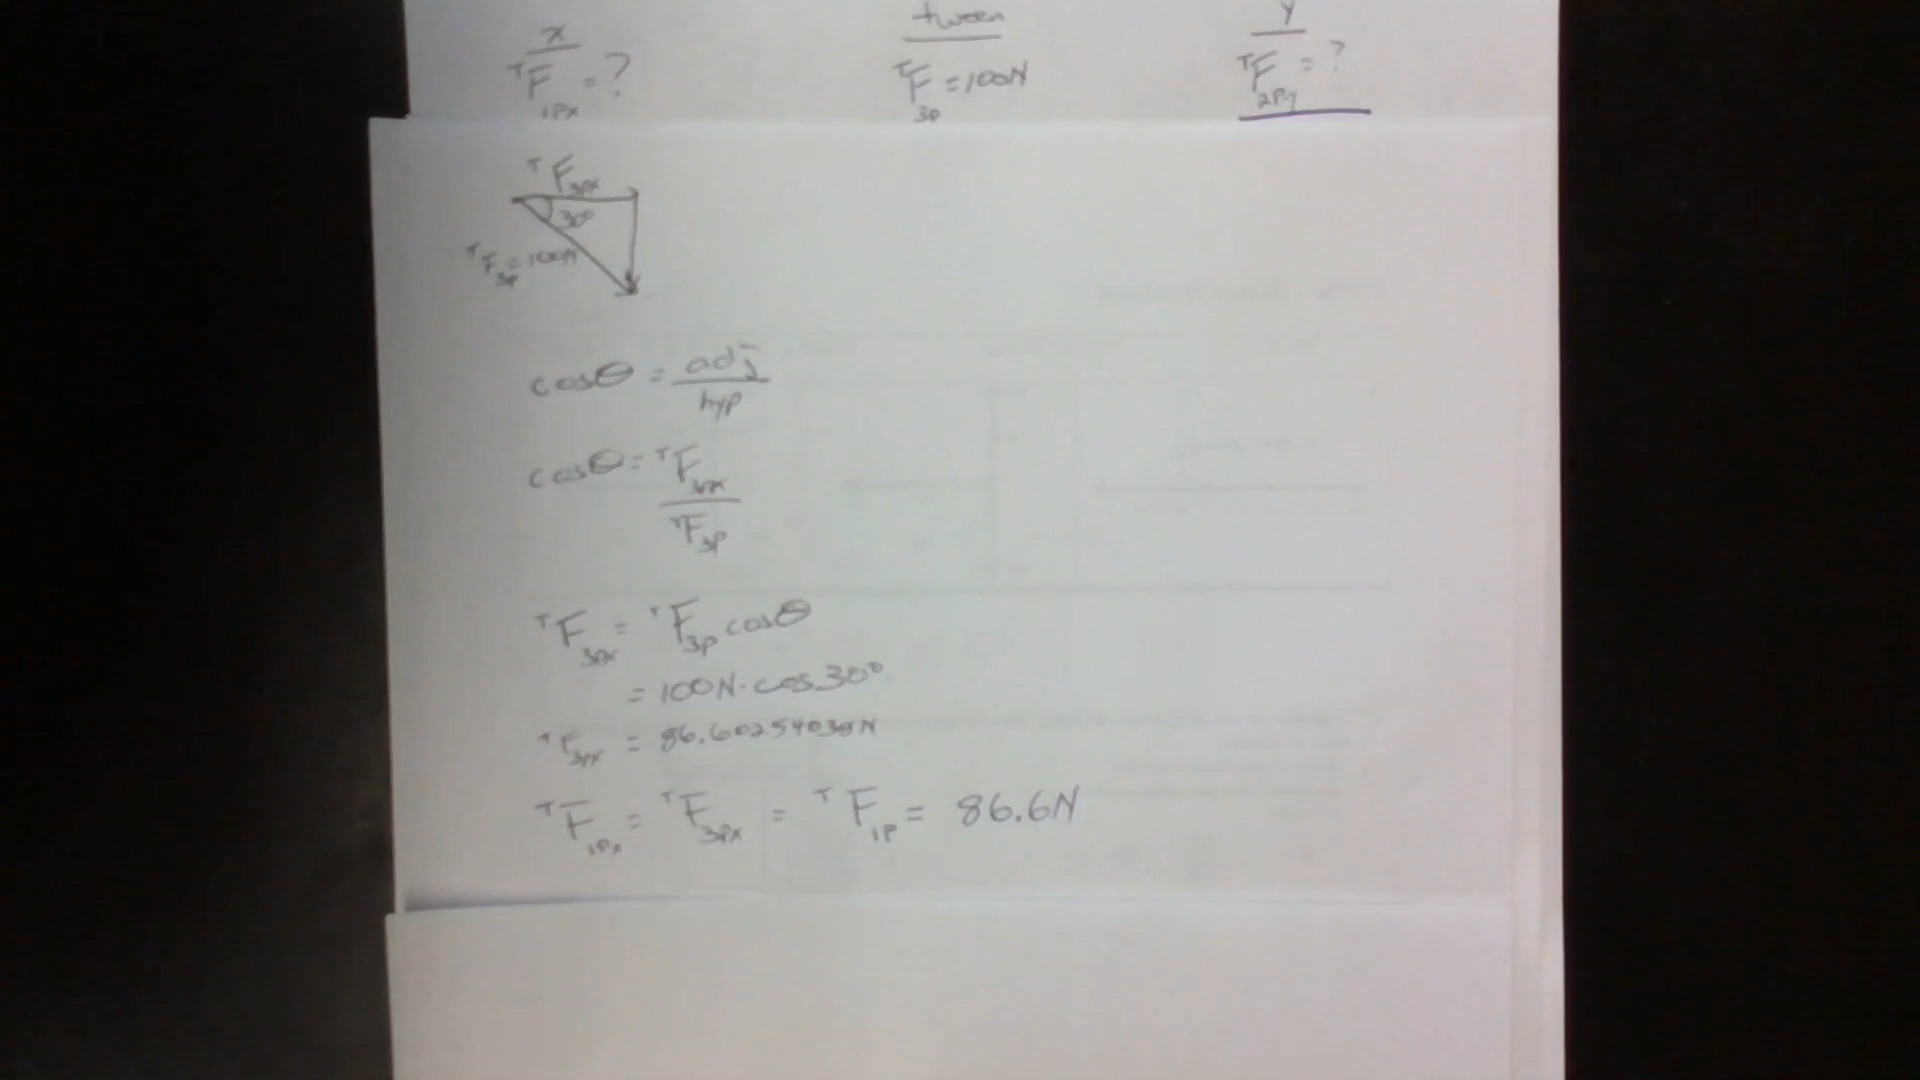 x
tween
y
TF1Px = ?
TF3P = 100N
TF2Py = ?
TF3Px
30°
TF3P = 100N
cosθ = adj/hyp
cosθ = TF3Px/TF3P
TF3Px = TF3P cosθ
= 100N·cos30°
TF3Px = 86.60254038N
TF1Px = TF3Px = TF1P = 86.6N